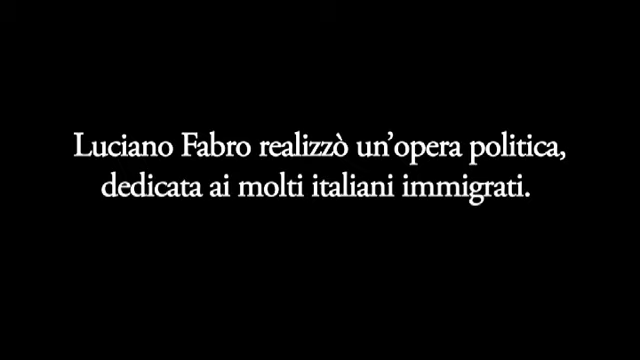 Luciano Fabro realizzò un’opera politica,
dedicata ai molti italiani immigrati.